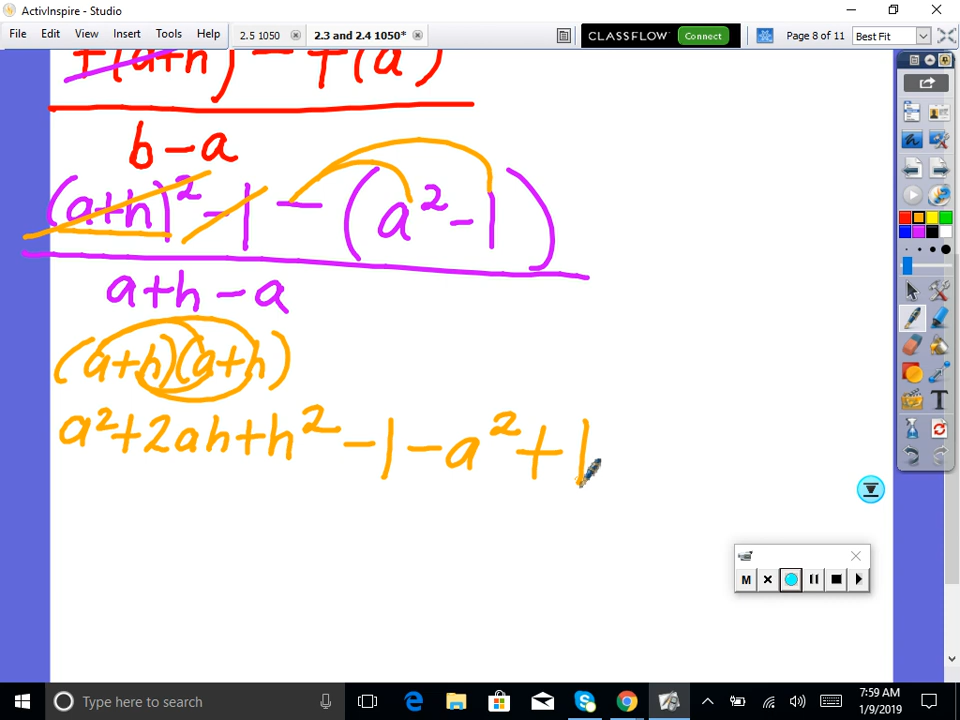 ActivInspire - Studio
File Edit View Insert Tools Help
2.5 1050
2.3 and 2.4 1050*
CLASSFLOW Connect
Page 8 of 11
Best Fit
f(a+h) - f(a)
b - a
(a+h)² - 1 - (a² - 1)
a+h - a
(a+h)(a+h)
a² + 2ah + h² - 1 - a² + 1
M
Type here to search
7:59 AM
1/9/2019